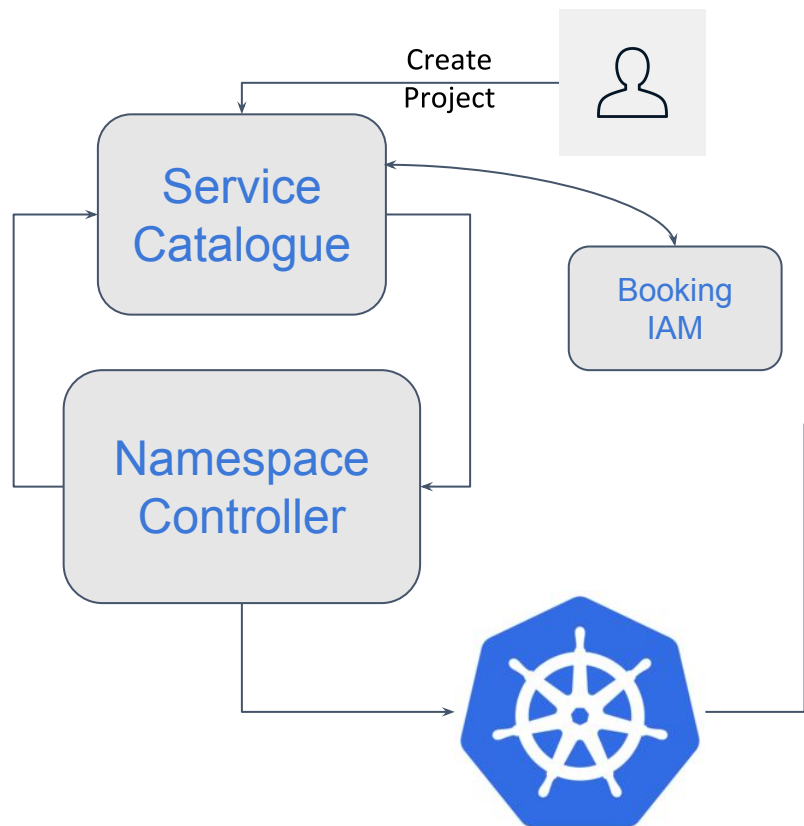 Create
Project
Service
Catalogue
Booking
IAM
Namespace
Controller